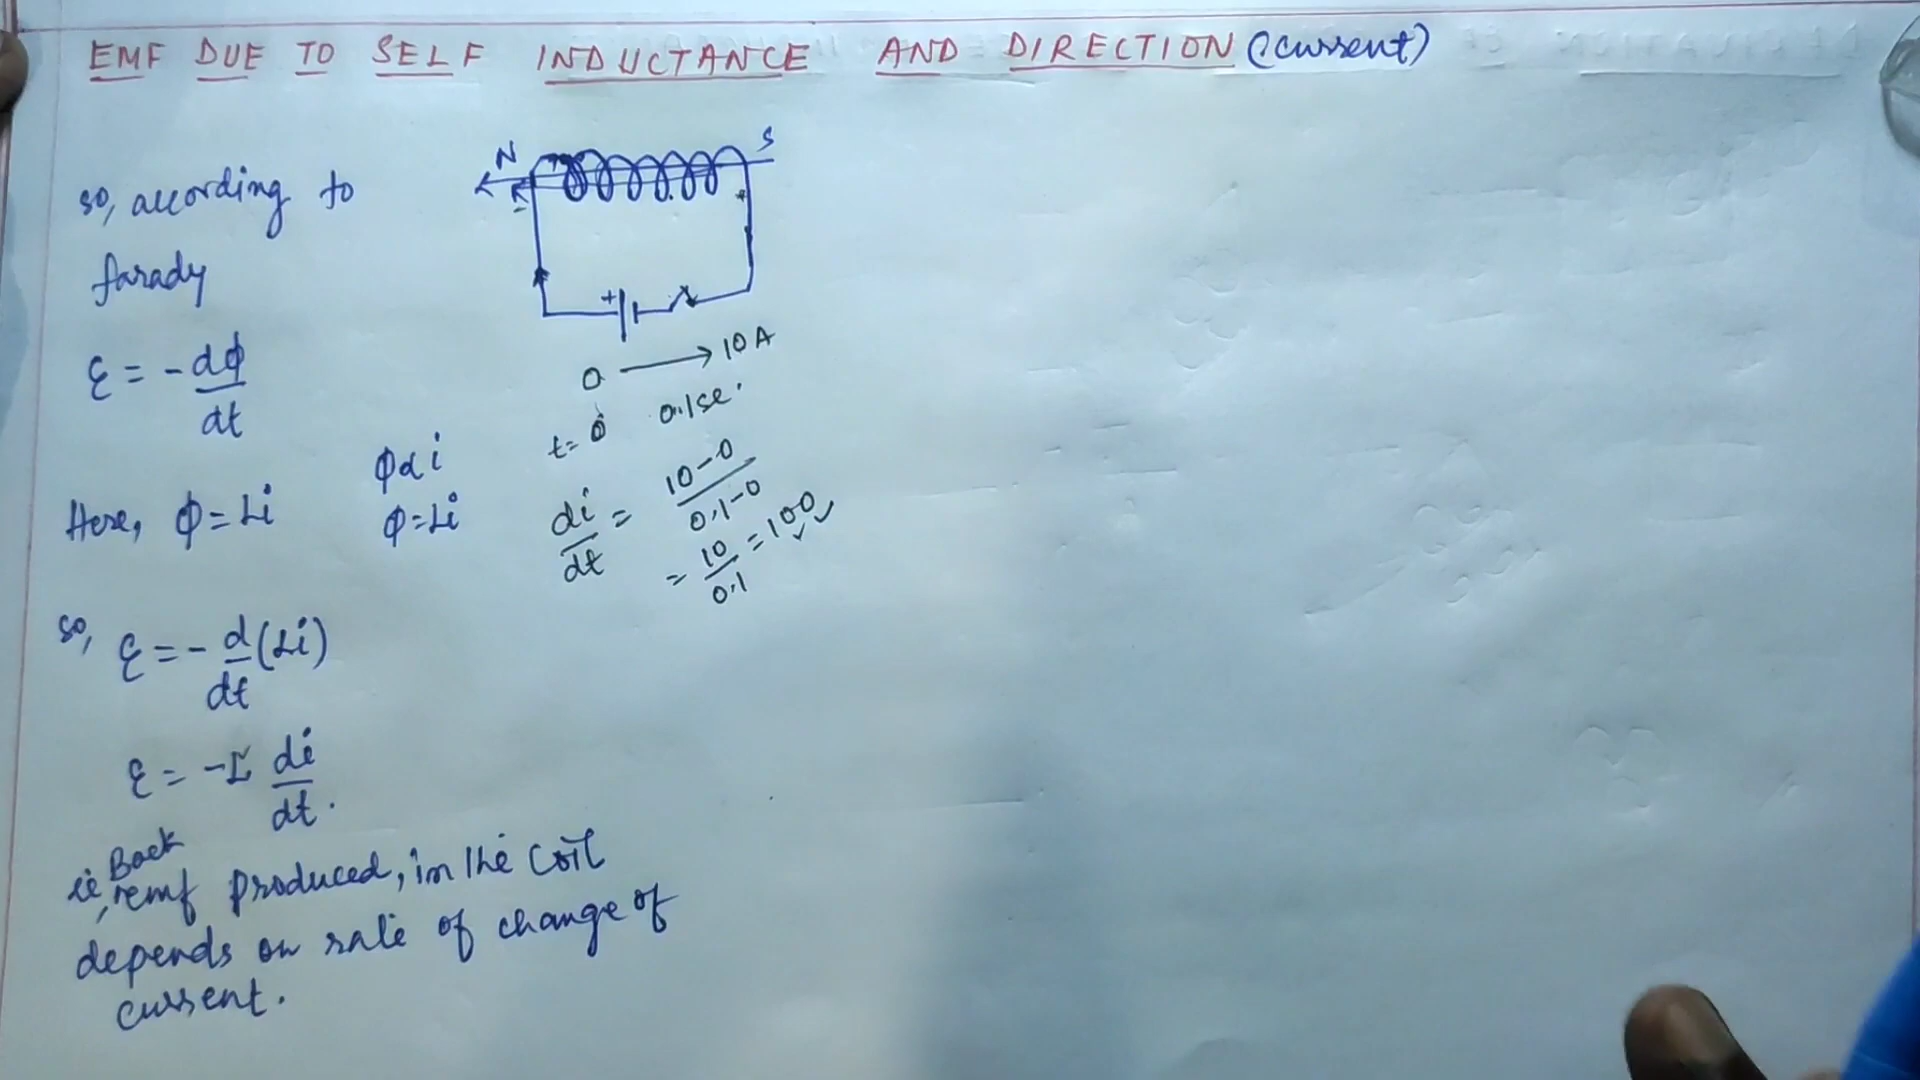 EMF DUE TO SELF INDUCTANCE AND DIRECTION (current)
N
S
so, according to
farady
+
ε = -dφ/dt
0 → 10 A
t = 0 0.1se.
φ α i
Here, φ = Li
φ = Li
di/dt = 10-0/0.1-0
= 10/0.1 = 100
so, ε = - d/dt (Li)
ε = -L di/dt.
Back
ie, emf produced, in the coil
depends on rate of change of
current.